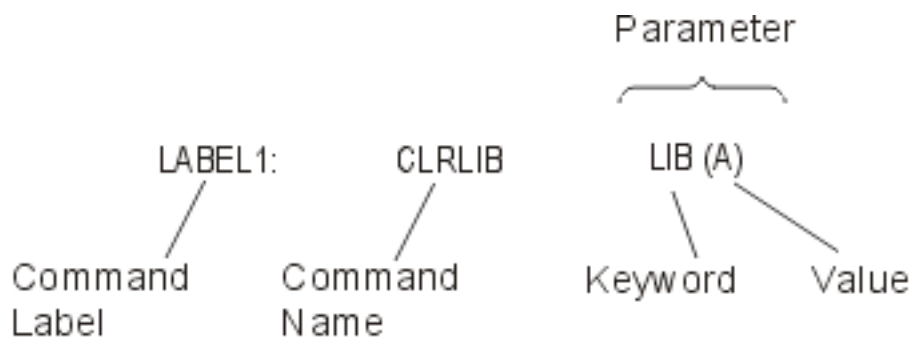 Parameter
LABEL1: CLRLIB LIB (A)
Command Label
Command Name
Keyword
Value